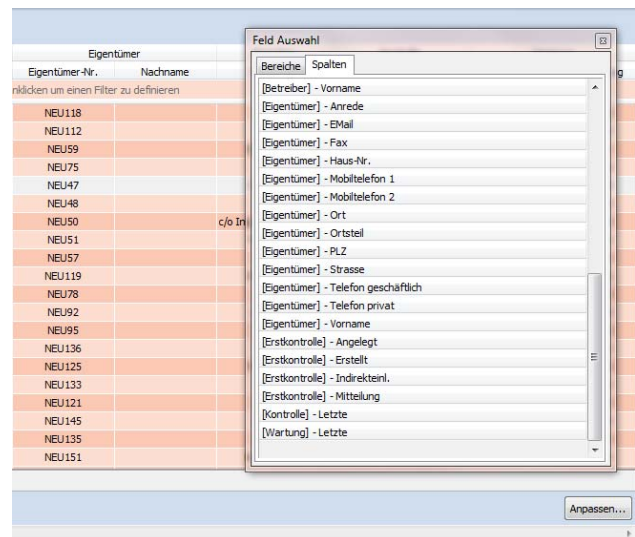 Eigentümer
Eigentümer-Nr. Nachname
nklicken um einen Filter zu definieren
NEU118
NEU112
NEU59
NEU75
NEU47
NEU48
NEU50 c/o In
NEU51
NEU57
NEU119
NEU78
NEU92
NEU95
NEU136
NEU125
NEU133
NEU121
NEU145
NEU135
NEU151
Feld Auswahl
Bereiche Spalten
[Betreiber] - Vorname
[Eigentümer] - Anrede
[Eigentümer] - EMail
[Eigentümer] - Fax
[Eigentümer] - Haus-Nr.
[Eigentümer] - Mobiltelefon 1
[Eigentümer] - Mobiltelefon 2
[Eigentümer] - Ort
[Eigentümer] - Ortsteil
[Eigentümer] - PLZ
[Eigentümer] - Strasse
[Eigentümer] - Telefon geschäftlich
[Eigentümer] - Telefon privat
[Eigentümer] - Vorname
[Erstkontrolle] - Angelegt
[Erstkontrolle] - Erstellt
[Erstkontrolle] - Indirekteinl.
[Erstkontrolle] - Mitteilung
[Kontrolle] - Letzte
[Wartung] - Letzte
g
Anpassen...